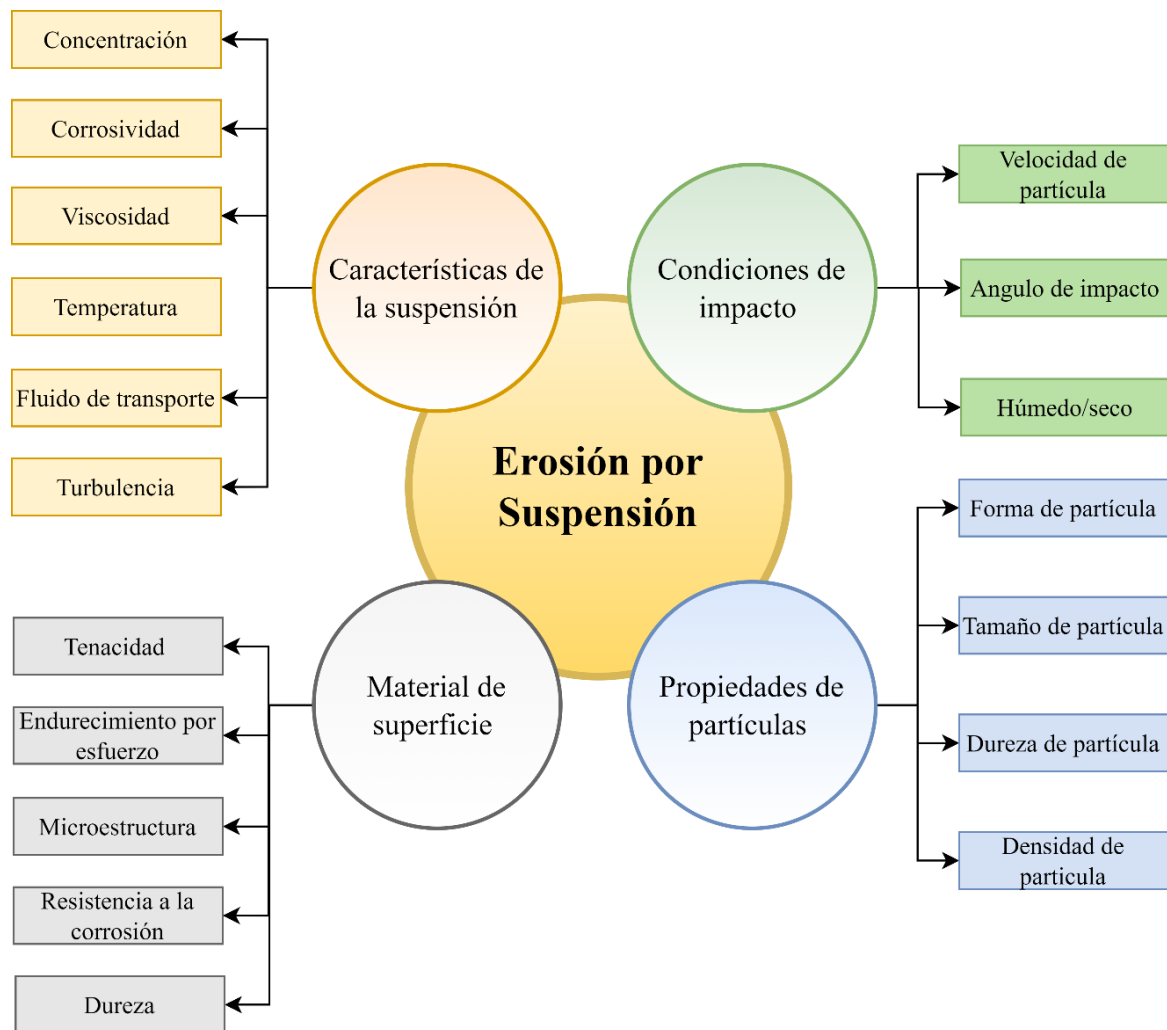 Concentración
Corrosividad
Viscosidad
Temperatura
Fluido de transporte
Turbulencia
Características de
la suspensión
Condiciones de
impacto
Velocidad de
partícula
Angulo de impacto
Húmedo/seco
Erosión por
Suspensión
Tenacidad
Endurecimiento por
esfuerzo
Microestructura
Resistencia a la
corrosión
Dureza
Material de
superficie
Propiedades de
partículas
Forma de partícula
Tamaño de partícula
Dureza de partícula
Densidad de
particula